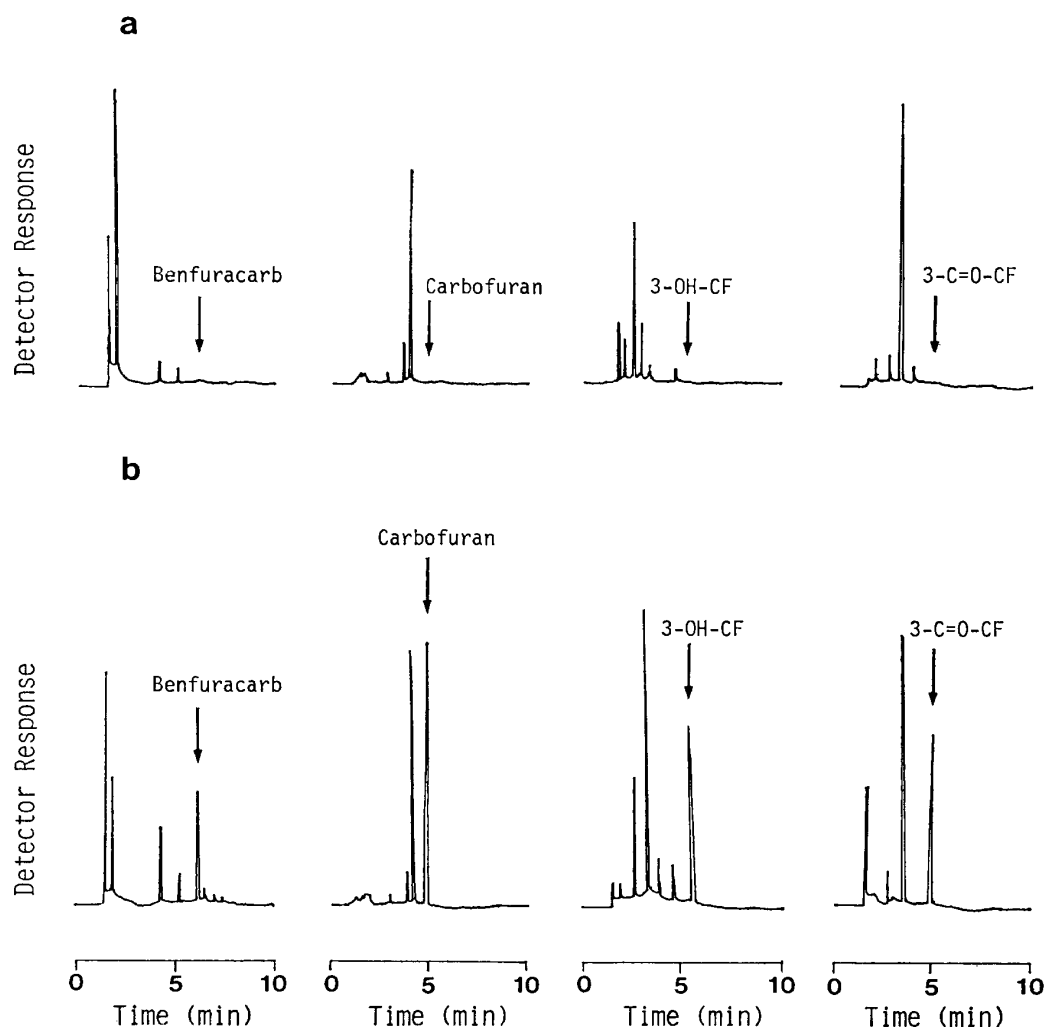 a
Detector Response
Benfuracarb
Carbofuran
3-OH-CF
3-C=O-CF
b
Detector Response
Benfuracarb
Carbofuran
3-OH-CF
3-C=O-CF
0 5 10
0 5 10
0 5 10
0 5 10
Time (min)
Time (min)
Time (min)
Time (min)